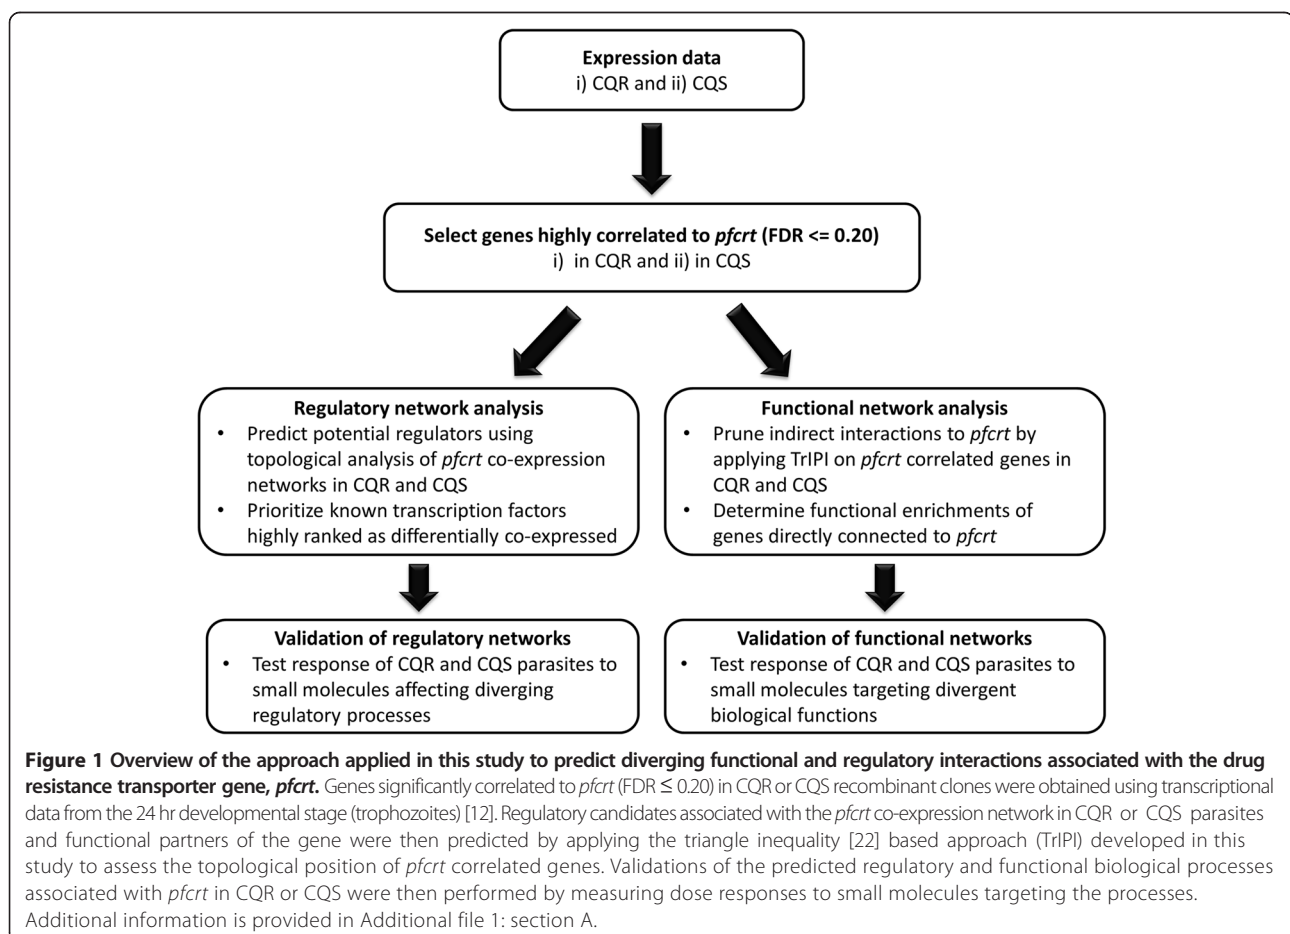 Expression data
i) CQR and ii) CQS
Select genes highly correlated to pfcrt (FDR <= 0.20)
i) in CQR and ii) in CQS
Regulatory network analysis
• Predict potential regulators using
topological analysis of pfcrt co-expression
networks in CQR and CQS
• Prioritize known transcription factors
highly ranked as differentially co-expressed
Functional network analysis
• Prune indirect interactions to pfcrt by
applying TrIPI on pfcrt correlated genes in
CQR and CQS
• Determine functional enrichments of
genes directly connected to pfcrt
Validation of regulatory networks
• Test response of CQR and CQS parasites to
small molecules affecting diverging
regulatory processes
Validation of functional networks
• Test response of CQR and CQS parasites to
small molecules targeting divergent
biological functions
Figure 1 Overview of the approach applied in this study to predict diverging functional and regulatory interactions associated with the drug
resistance transporter gene, pfcrt. Genes significantly correlated to pfcrt (FDR ≤ 0.20) in CQR or CQS recombinant clones were obtained using transcriptional
data from the 24 hr developmental stage (trophozoites) [12]. Regulatory candidates associated with the pfcrt co-expression network in CQR or CQS parasites
and functional partners of the gene were then predicted by applying the triangle inequality [22] based approach (TrIPI) developed in this
study to assess the topological position of pfcrt correlated genes. Validations of the predicted regulatory and functional biological processes
associated with pfcrt in CQR or CQS were then performed by measuring dose responses to small molecules targeting the processes.
Additional information is provided in Additional file 1: section A.